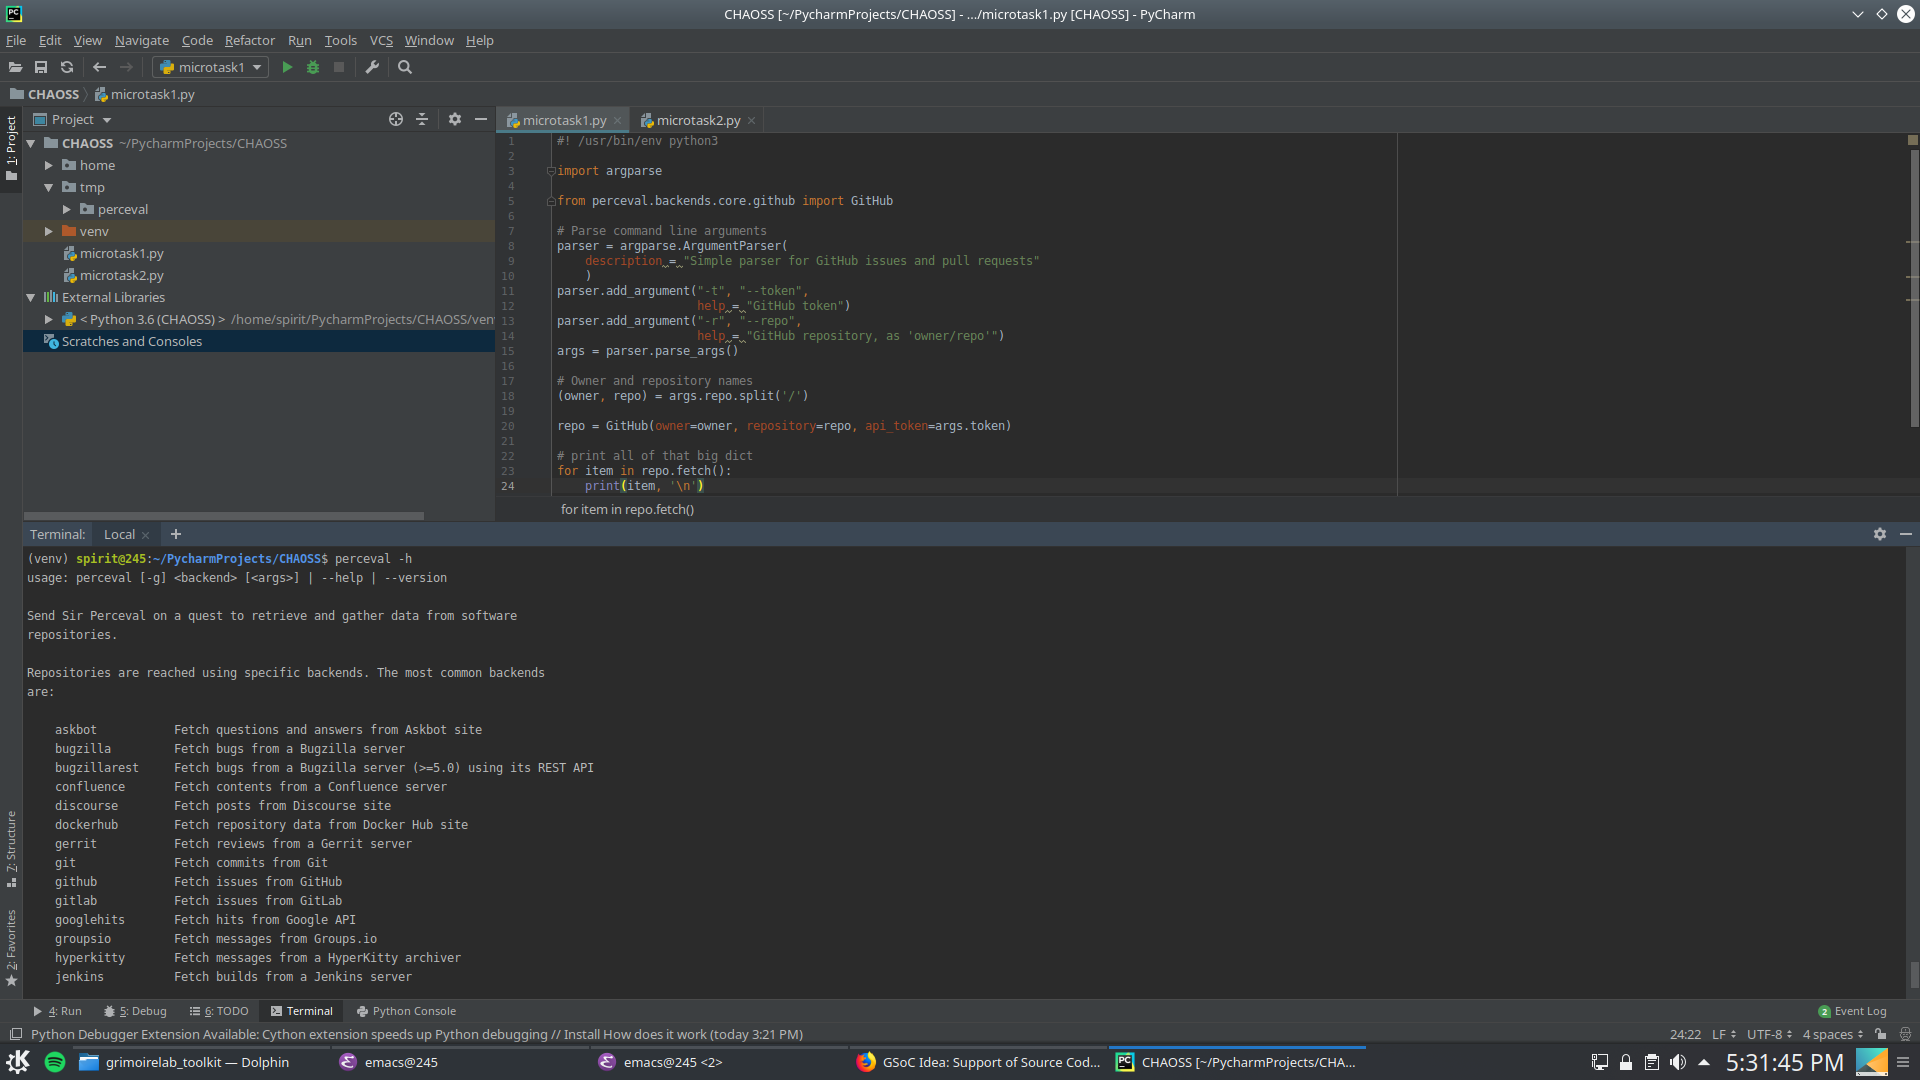 CHAOSS [~/PycharmProjects/CHAOSS] - .../microtask1.py [CHAOSS] - PyCharm
File Edit View Navigate Code Refactor Run Tools VCS Window Help
microtask1
CHAOSS microtask1.py
1: Project
Project
CHAOSS ~/PycharmProjects/CHAOSS
home
tmp
perceval
venv
microtask1.py
microtask2.py
External Libraries
< Python 3.6 (CHAOSS) > /home/spirit/PycharmProjects/CHAOSS/ven
Scratches and Consoles
microtask1.py microtask2.py
1 #! /usr/bin/env python3
2
3 import argparse
4
5 from perceval.backends.core.github import GitHub
6
7 # Parse command line arguments
8 parser = argparse.ArgumentParser(
9 description = "Simple parser for GitHub issues and pull requests"
10 )
11 parser.add_argument("-t", "--token",
12 help = "GitHub token")
13 parser.add_argument("-r", "--repo",
14 help = "GitHub repository, as 'owner/repo'")
15 args = parser.parse_args()
16
17 # Owner and repository names
18 (owner, repo) = args.repo.split('/')
19
20 repo = GitHub(owner=owner, repository=repo, api_token=args.token)
21
22 # print all of that big dict
23 for item in repo.fetch():
24 print(item, '\n')
for item in repo.fetch()
Terminal: Local
(venv) spirit@245:~/PycharmProjects/CHAOSS$ perceval -h
usage: perceval [-g] <backend> [<args>] | --help | --version
Send Sir Perceval on a quest to retrieve and gather data from software
repositories.
Repositories are reached using specific backends. The most common backends
are:
askbot Fetch questions and answers from Askbot site
bugzilla Fetch bugs from a Bugzilla server
bugzillarest Fetch bugs from a Bugzilla server (>=5.0) using its REST API
confluence Fetch contents from a Confluence server
discourse Fetch posts from Discourse site
dockerhub Fetch repository data from Docker Hub site
gerrit Fetch reviews from a Gerrit server
git Fetch commits from Git
github Fetch issues from GitHub
gitlab Fetch issues from GitLab
googlehits Fetch hits from Google API
groupsio Fetch messages from Groups.io
hyperkitty Fetch messages from a HyperKitty archiver
jenkins Fetch builds from a Jenkins server
7: Structure
2: Favorites
4: Run 5: Debug 6: TODO Terminal Python Console 2 Event Log
Python Debugger Extension Available: Cython extension speeds up Python debugging // Install How does it work (today 3:21 PM) 24:22 LF UTF-8 4 spaces
grimoirelab_toolkit — Dolphin emacs@245 emacs@245 <2> GSoC Idea: Support of Source Cod... CHAOSS [~/PycharmProjects/CHA... 5:31:45 PM